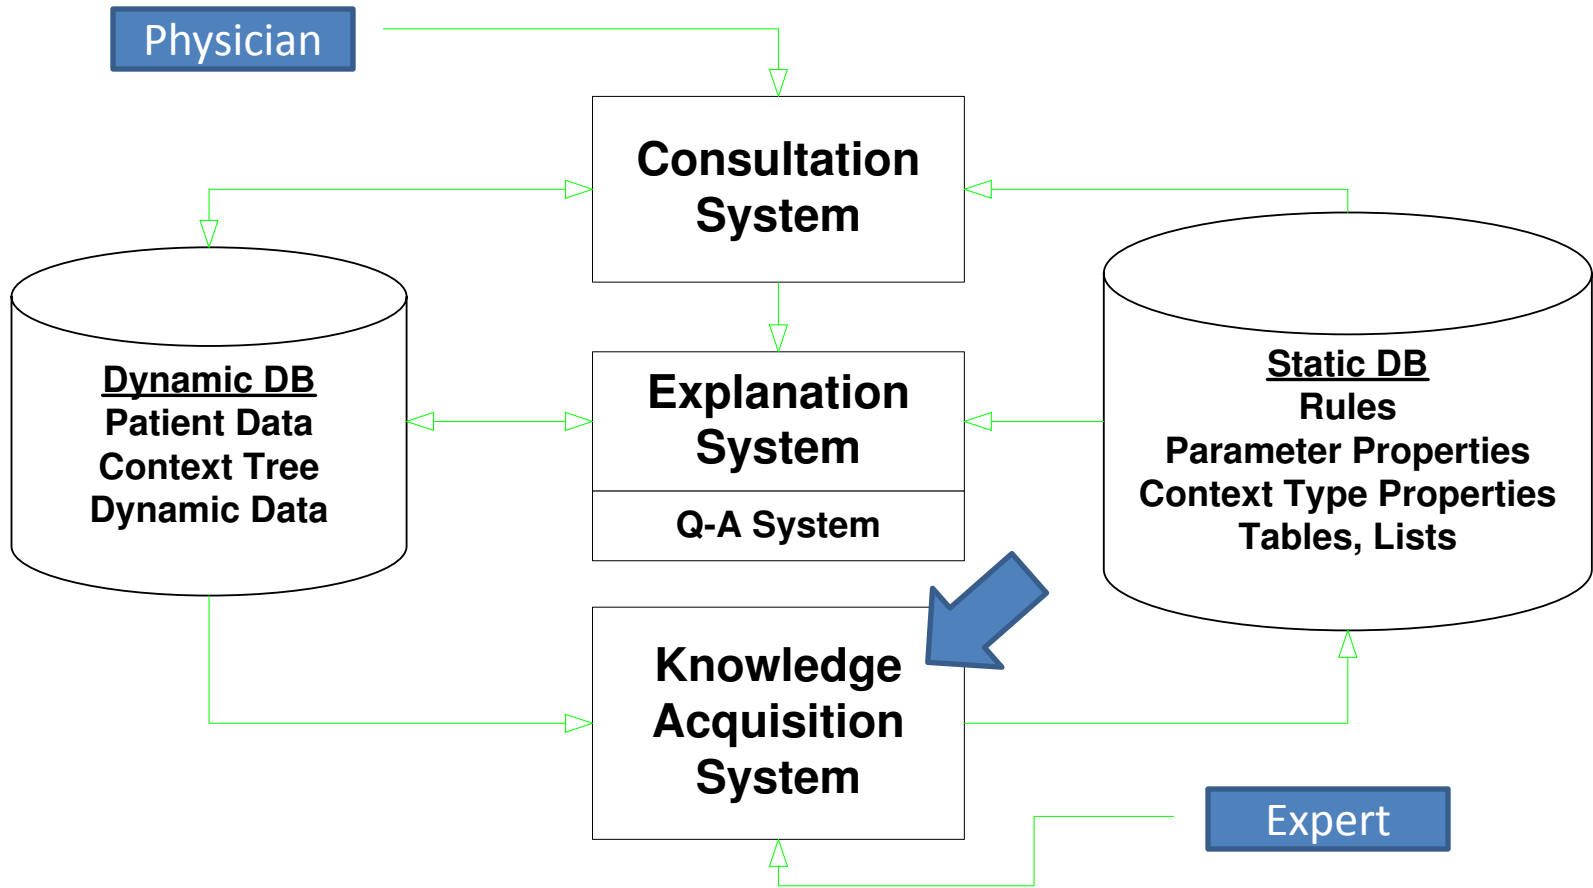 Physician
Consultation
System
Dynamic DB
Patient Data
Context Tree
Dynamic Data
Explanation
System
Q-A System
Static DB
Rules
Parameter Properties
Context Type Properties
Tables, Lists
Knowledge
Acquisition
System
Expert